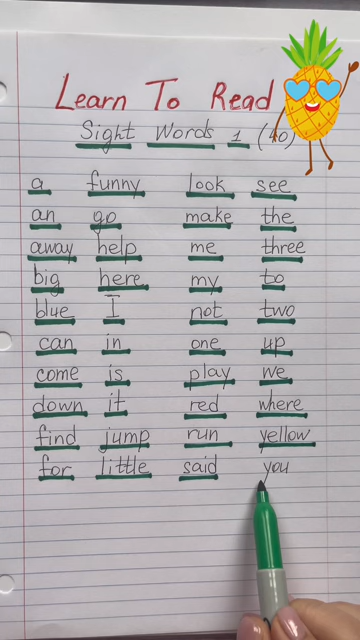 Learn To Read
Sight Words 1 (40)
a funny look see
an go make the
away help me three
big here my to
blue I not two
can in one up
come is play we
down it red where
find jump run yellow
for little said you